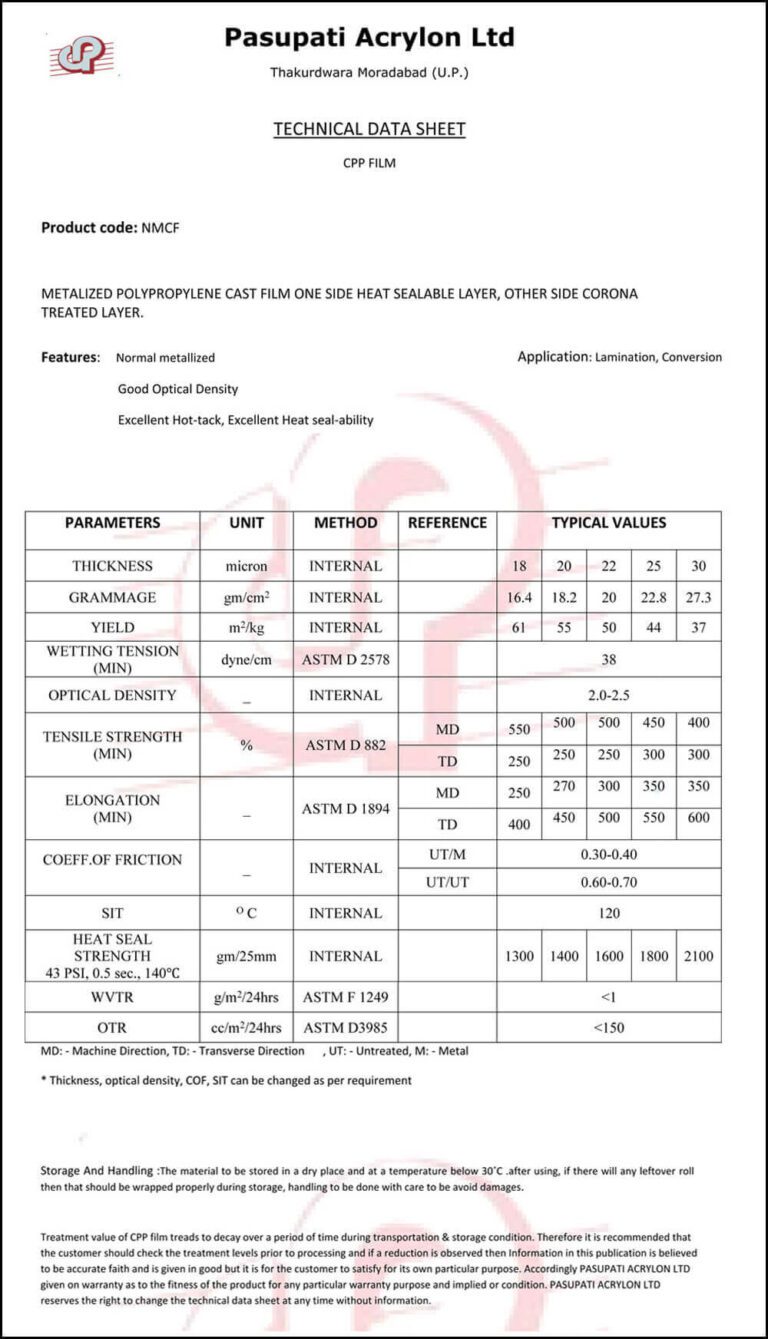 Pasupati Acrylon Ltd
Thakurdwara Moradabad (U.P.)
TECHNICAL DATA SHEET
CPP FILM
Product code: NMCF
METALIZED POLYPROPYLENE CAST FILM ONE SIDE HEAT SEALABLE LAYER, OTHER SIDE CORONA
TREATED LAYER.
Features: Normal metallized Application: Lamination, Conversion
Good Optical Density
Excellent Hot-tack, Excellent Heat seal-ability
PARAMETERS UNIT METHOD REFERENCE TYPICAL VALUES
THICKNESS micron INTERNAL 18 20 22 25 30
GRAMMAGE gm/cm² INTERNAL 16.4 18.2 20 22.8 27.3
YIELD m²/kg INTERNAL 61 55 50 44 37
WETTING TENSION
(MIN) dyne/cm ASTM D 2578 38
OPTICAL DENSITY _ INTERNAL 2.0-2.5
TENSILE STRENGTH
(MIN) % ASTM D 882
MD 550 500 500 450 400
TD 250 250 250 300 300
ELONGATION
(MIN) _ ASTM D 1894
MD 250 270 300 350 350
TD 400 450 500 550 600
COEFF.OF FRICTION _ INTERNAL
UT/M 0.30-0.40
UT/UT 0.60-0.70
SIT ᴼ C INTERNAL 120
HEAT SEAL
STRENGTH
43 PSI, 0.5 sec., 140℃ gm/25mm INTERNAL 1300 1400 1600 1800 2100
WVTR g/m²/24hrs ASTM F 1249 <1
OTR cc/m²/24hrs ASTM D3985 <150
MD: - Machine Direction, TD: - Transverse Direction , UT: - Untreated, M: - Metal
* Thickness, optical density, COF, SIT can be changed as per requirement
Storage And Handling :The material to be stored in a dry place and at a temperature below 30˚C .after using, if there will any leftover roll
then that should be wrapped properly during storage, handling to be done with care to be avoid damages.
Treatment value of CPP film treads to decay over a period of time during transportation & storage condition. Therefore it is recommended that
the customer should check the treatment levels prior to processing and if a reduction is observed then Information in this publication is believed
to be accurate faith and is given in good but it is for the customer to satisfy for its own particular purpose. Accordingly PASUPATI ACRYLON LTD
given on warranty as to the fitness of the product for any particular warranty purpose and implied or condition. PASUPATI ACRYLON LTD
reserves the right to change the technical data sheet at any time without information.